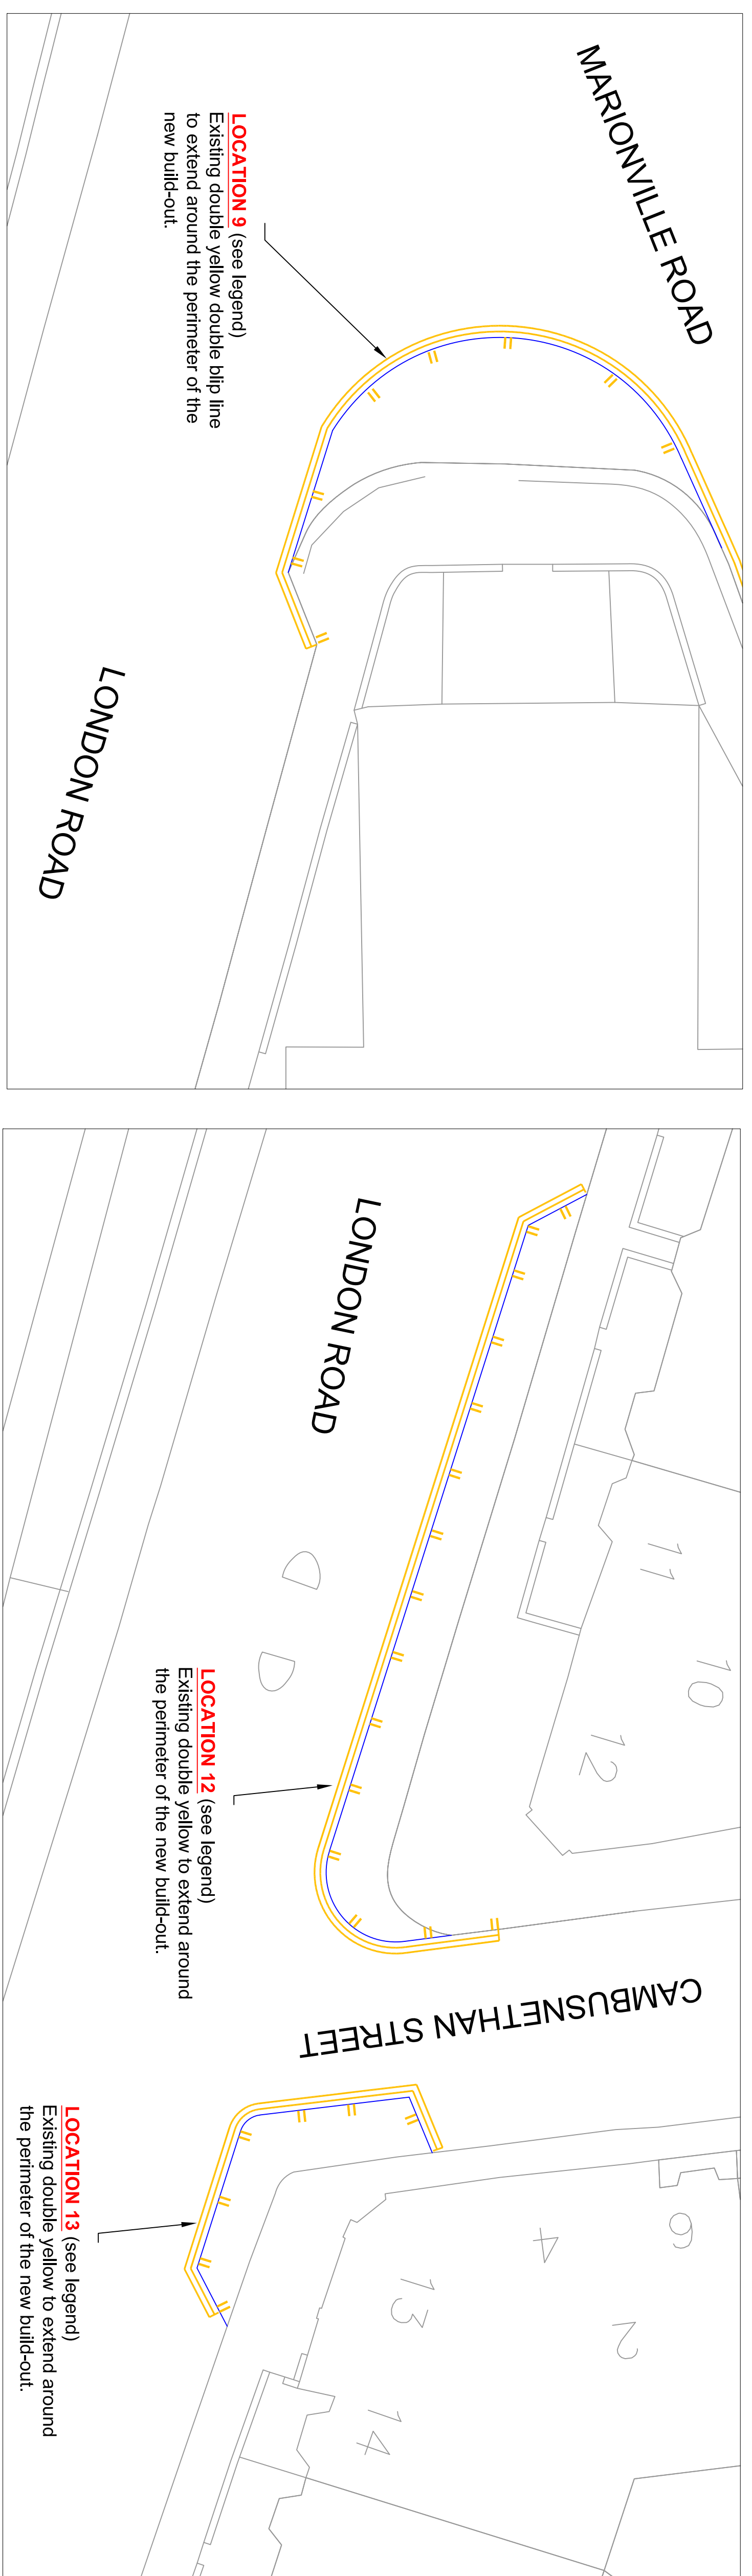 MARIONVILLE ROAD
LOCATION 9 (see legend)
Existing double yellow double blip line
to extend around the perimeter of the
new build-out.
LONDON ROAD
LONDON ROAD
11
10
12
LOCATION 12 (see legend)
Existing double yellow to extend around
the perimeter of the new build-out.
CAMBUSNETHAN STREET
LOCATION 13 (see legend)
Existing double yellow to extend around
the perimeter of the new build-out.
9
4
2
13
14